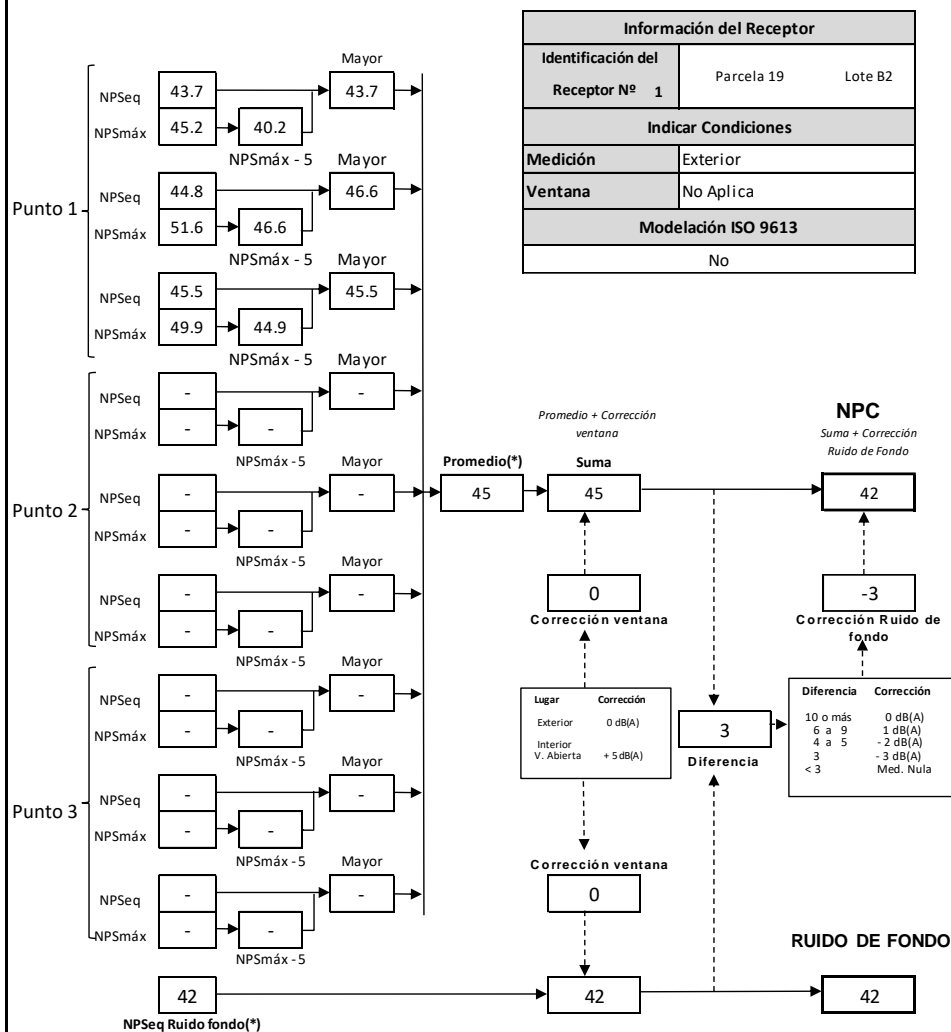 Información del Receptor
Identificación del Receptor Nº 1
Parcela 19 Lote B2
Indicar Condiciones
Medición Exterior
Ventana No Aplica
Modelación ISO 9613
No
Mayor
NPSeq 43.7 43.7
NPSmáx 45.2 40.2
NPSmáx - 5 Mayor
Punto 1
NPSeq 44.8 46.6
NPSmáx 51.6 46.6
NPSmáx - 5 Mayor
NPSeq 45.5 45.5
NPSmáx 49.9 44.9
NPSmáx - 5 Mayor
NPSeq - -
NPSmáx - -
NPSmáx - 5 Mayor
Punto 2
NPSeq - -
NPSmáx - -
NPSmáx - 5 Mayor
NPSeq - -
NPSmáx - -
NPSmáx - 5 Mayor
NPSeq - -
NPSmáx - -
NPSmáx - 5 Mayor
Punto 3
NPSeq - -
NPSmáx - -
NPSmáx - 5 Mayor
NPSeq - -
NPSmáx - -
NPSmáx - 5
42
NPSeq Ruido fondo(*)
Promedio(*)
45
Promedio + Corrección
ventana
Suma
45
0
Corrección ventana
Lugar Corrección
Exterior 0 dB(A)
Interior
V. Abierta + 5 dB(A)
Corrección ventana
0
42
3
Diferencia
NPC
Suma + Corrección
Ruido de Fondo
42
-3
Corrección Ruido de
fondo
Diferencia Corrección
10 o más 0 dB(A)
6 a 9 1 dB(A)
4 a 5 - 2 dB(A)
3 - 3 dB(A)
< 3 Med. Nula
RUIDO DE FONDO
42